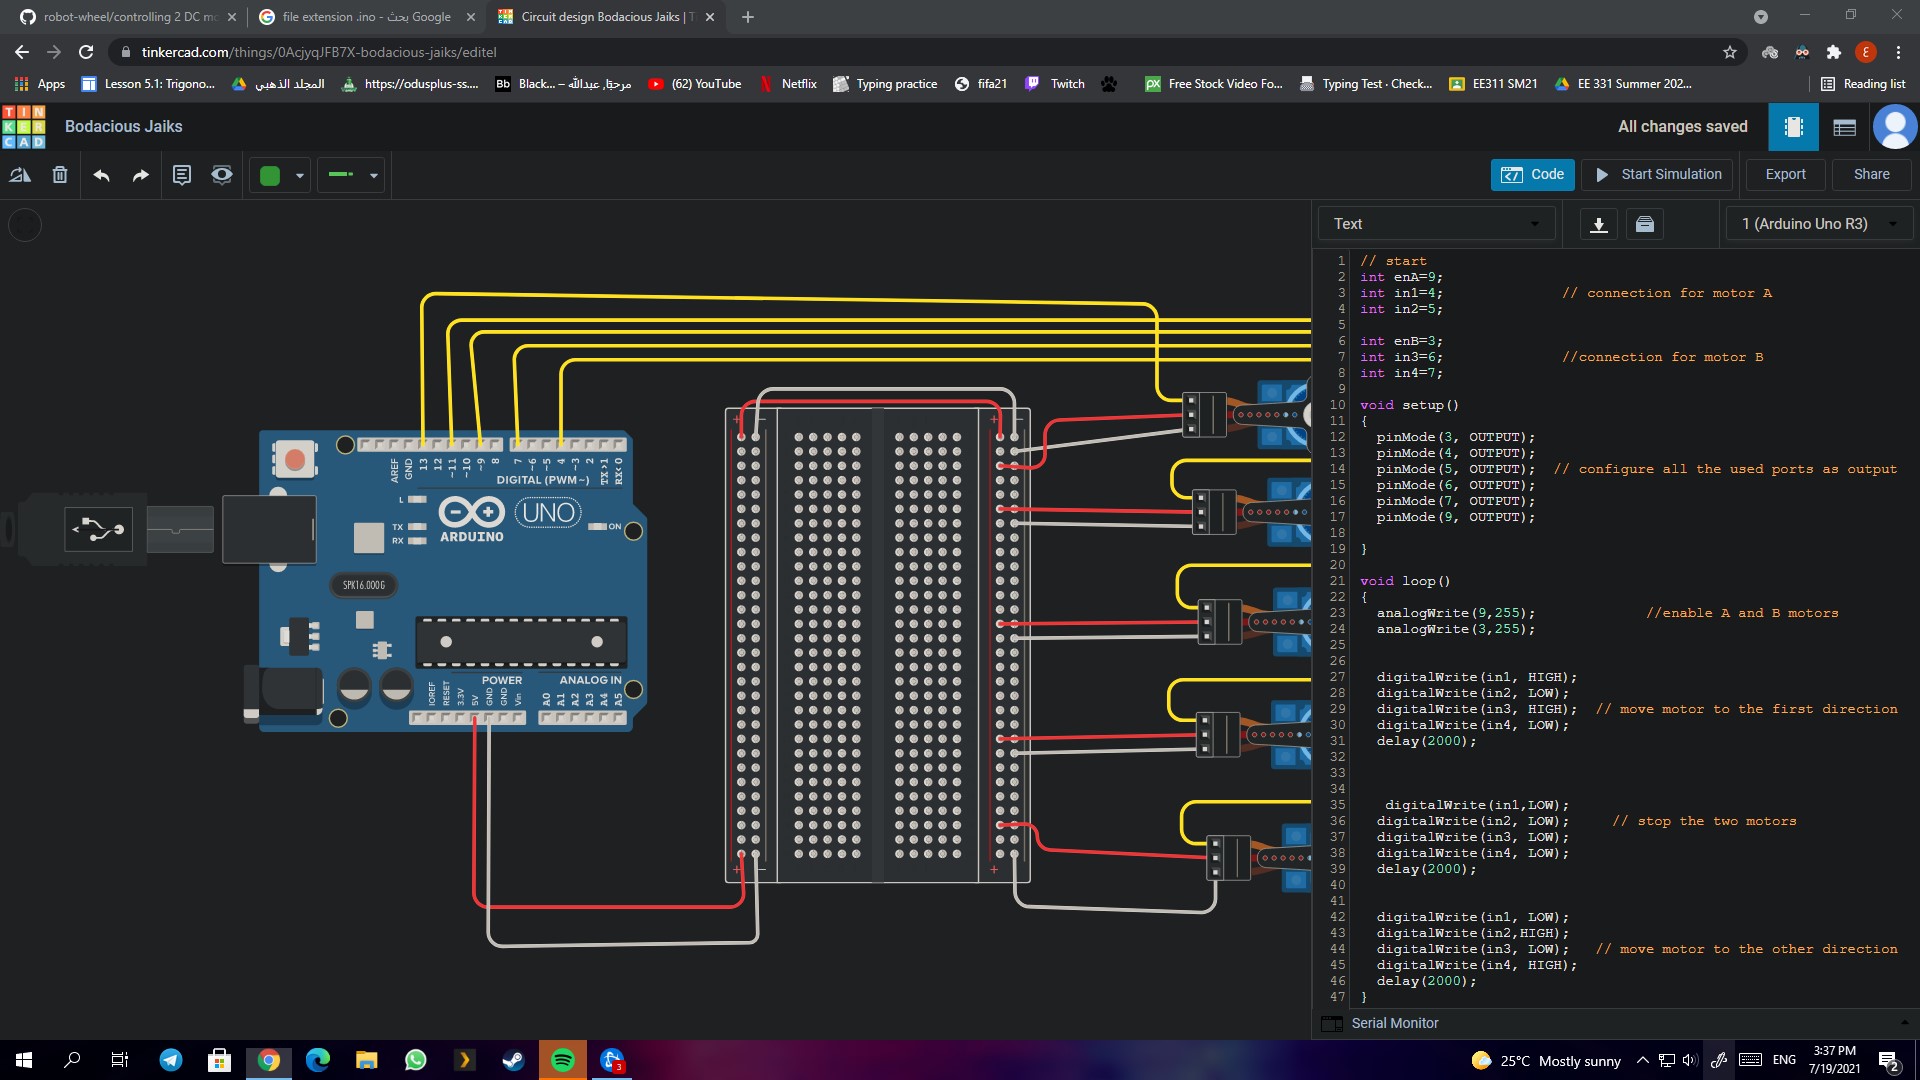 robot-wheel/controlling 2 DC mo
file extension .ino - بحث Google
Circuit design Bodacious Jaiks | T
tinkercad.com/things/0AcjyqJFB7X-bodacious-jaiks/editel
Apps
Lesson 5.1: Trigono...
المجلد الذهبي
https://odusplus-ss....
Bb
Black... – مرحبًا, عبدالله
(62) YouTube
Netflix
Typing practice
fifa21
Twitch
Free Stock Video Fo...
Typing Test · Check...
EE311 SM21
EE 331 Summer 202...
Reading list
TINKERCAD
Bodacious Jaiks
All changes saved
Code
Start Simulation
Export
Share
Text
1 (Arduino Uno R3)
1 // start
2 int enA=9;
3 int in1=4; // connection for motor A
4 int in2=5;
5
6 int enB=3;
7 int in3=6; //connection for motor B
8 int in4=7;
9
10 void setup()
11 {
12 pinMode(3, OUTPUT);
13 pinMode(4, OUTPUT);
14 pinMode(5, OUTPUT); // configure all the used ports as output
15 pinMode(6, OUTPUT);
16 pinMode(7, OUTPUT);
17 pinMode(9, OUTPUT);
18
19 }
20
21 void loop()
22 {
23 analogWrite(9,255); //enable A and B motors
24 analogWrite(3,255);
25
26
27 digitalWrite(in1, HIGH);
28 digitalWrite(in2, LOW);
29 digitalWrite(in3, HIGH); // move motor to the first direction
30 digitalWrite(in4, LOW);
31 delay(2000);
32
33
34
35 digitalWrite(in1,LOW);
36 digitalWrite(in2, LOW); // stop the two motors
37 digitalWrite(in3, LOW);
38 digitalWrite(in4, LOW);
39 delay(2000);
40
41
42 digitalWrite(in1, LOW);
43 digitalWrite(in2,HIGH);
44 digitalWrite(in3, LOW); // move motor to the other direction
45 digitalWrite(in4, HIGH);
46 delay(2000);
47 }
Serial Monitor
AREF GND 13 12 ~11 ~10 ~9 8 7 ~6 ~5 4 ~3 2 TX>1 RX<0
DIGITAL (PWM~)
L
TX
RX
UNO
ON
ARDUINO
SPK16.000G
POWER
ANALOG IN
IOREF RESET 3.3V 5V GND GND Vin A0 A1 A2 A3 A4 A5
25°C Mostly sunny
ENG
3:37 PM
7/19/2021
3
2